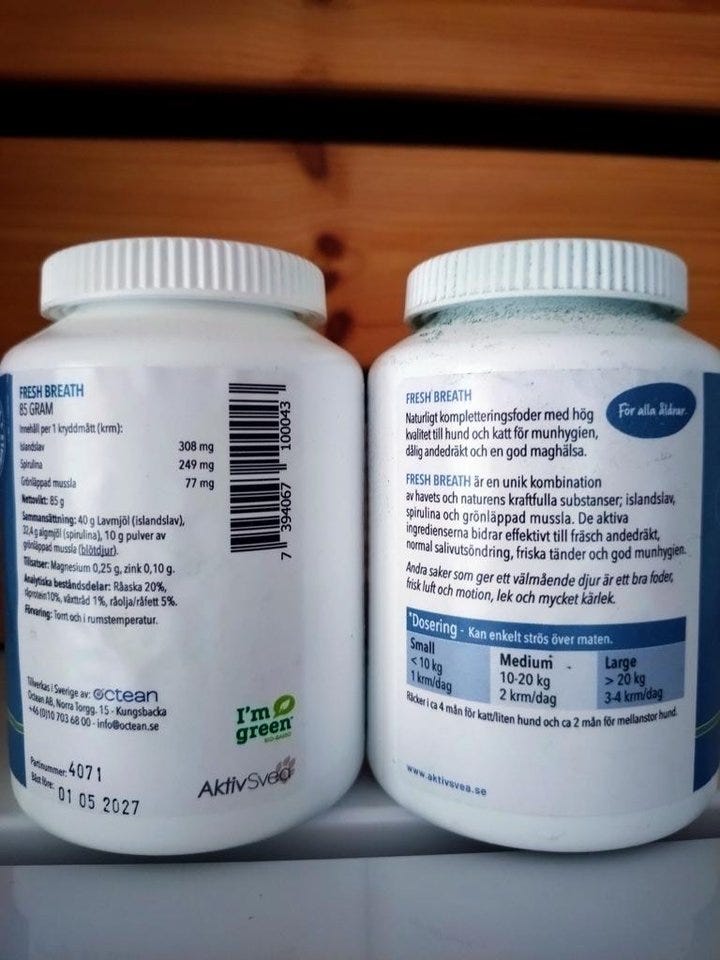 FRESH BREATH
85 GRAM
Innehåll per 1 kryddmått (krm):
Islandslav 308 mg
Spirulina 249 mg
Grönläppad mussla 77 mg
Nettovikt: 85 g
Sammansättning: 40 g Lavmjöl (islandslav),
32,4 g algmjöl (spirulina), 10 g pulver av
grönläppad mussla (blötdjur).
Tillsatser: Magnesium 0,25 g, zink 0,10 g.
Analytiska beståndsdelar: Råaska 20%,
råprotein10%, växttråd 1%, råolja/råfett 5%.
Förvaring: Torrt och i rumstemperatur.
7 394067 100043
Tillverkas i Sverige av: octean
Octean AB, Norra Torgg. 15 - Kungsbacka
+46 (0)10 703 68 00 - info@octean.se
I'm
green™
BIO-BASED
Partinummer: 4071
Bäst före: 01 05 2027
AktivSvea
FRESH BREATH
Naturligt kompletteringsfoder med hög
kvalitet till hund och katt för munhygien,
dålig andedräkt och en god maghälsa.
För alla åldrar.
FRESH BREATH är en unik kombination
av havets och naturens kraftfulla substanser; islandslav,
spirulina och grönläppad mussla. De aktiva
ingredienserna bidrar effektivt till fräsch andedräkt,
normal salivutsöndring, friska tänder och god munhygien.
Andra saker som ger ett välmående djur är ett bra foder,
frisk luft och motion, lek och mycket kärlek.
*Dosering - Kan enkelt strös över maten.
Small Medium Large
< 10 kg 10-20 kg > 20 kg
1 krm/dag 2 krm/dag 3-4 krm/dag
Räcker i ca 4 mån för katt/liten hund och ca 2 mån för mellanstor hund.
www.aktivsvea.se